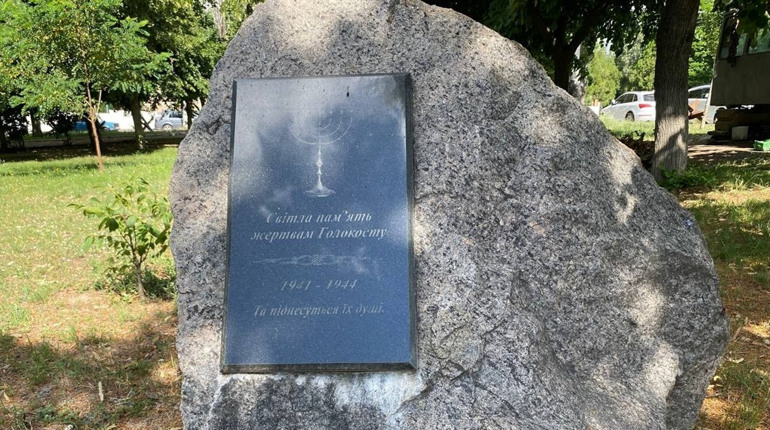 Світла пам'ять
жертвам Голокосту
1941 - 1944
Та піднесуться їх душі.